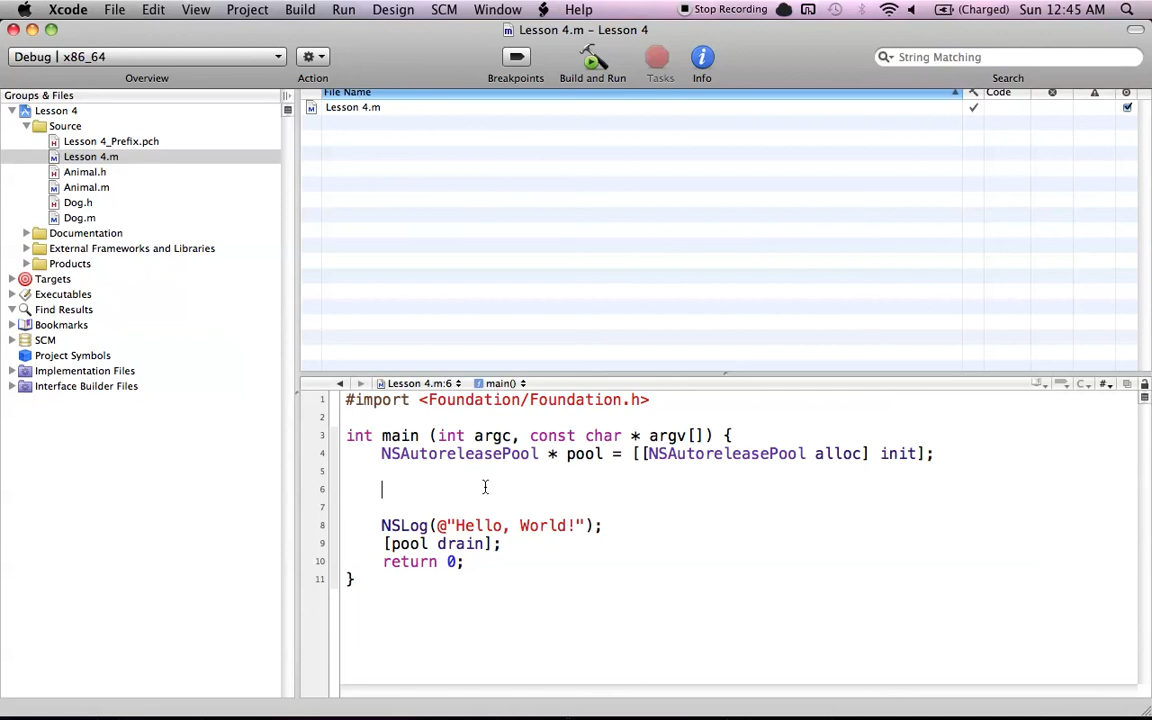 Xcode File Edit View Project Build Run Design SCM Window Help Stop Recording (Charged) Sun 12:45 AM
Lesson 4.m – Lesson 4
Debug | x86_64
String Matching
Overview Action Breakpoints Build and Run Tasks Info Search
Groups & Files
File Name Code
Lesson 4.m
Lesson 4
Source
Lesson 4_Prefix.pch
Lesson 4.m
Animal.h
Animal.m
Dog.h
Dog.m
Documentation
External Frameworks and Libraries
Products
Targets
Executables
Find Results
Bookmarks
SCM
Project Symbols
Implementation Files
Interface Builder Files
Lesson 4.m:6 main() #
1 #import <Foundation/Foundation.h>
2
3 int main (int argc, const char * argv[]) {
4 NSAutoreleasePool * pool = [[NSAutoreleasePool alloc] init];
5
6
7
8 NSLog(@"Hello, World!");
9 [pool drain];
10 return 0;
11 }